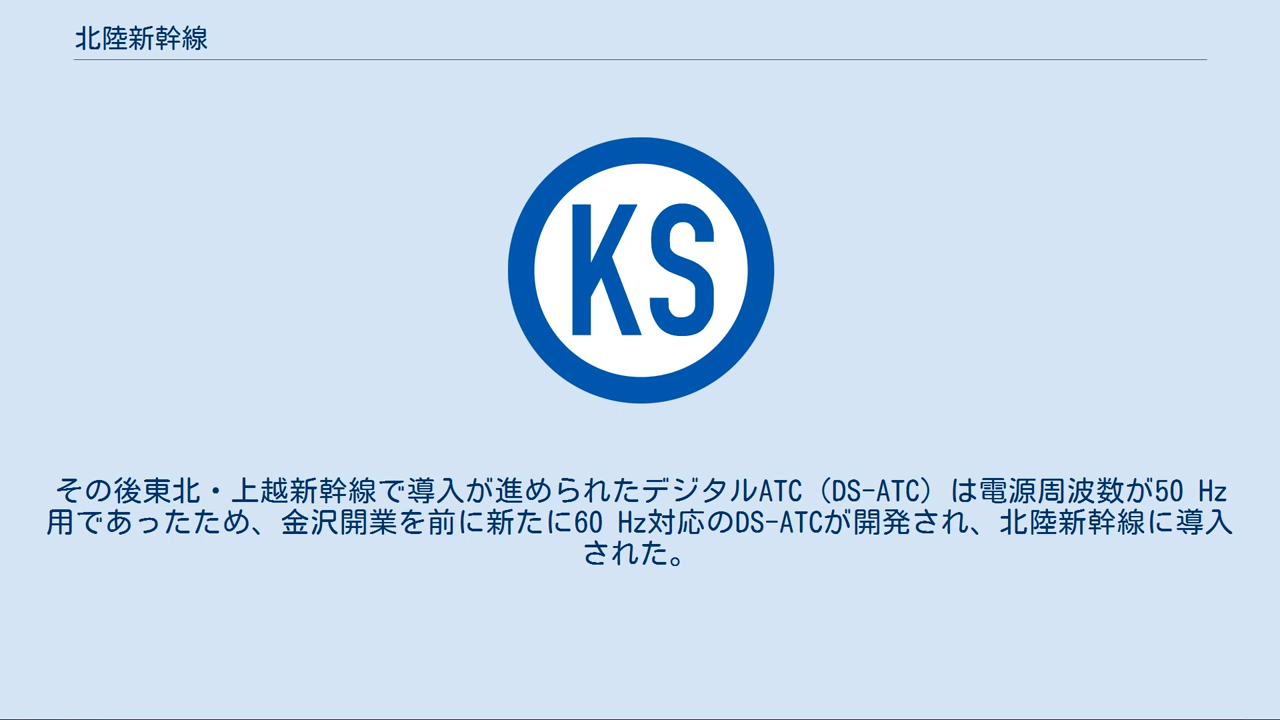 北陸新幹線
KS
その後東北・上越新幹線で導入が進められたデジタルATC（DS-ATC）は電源周波数が50 Hz
用であったため、金沢開業を前に新たに60 Hz対応のDS-ATCが開発され、北陸新幹線に導入
された。